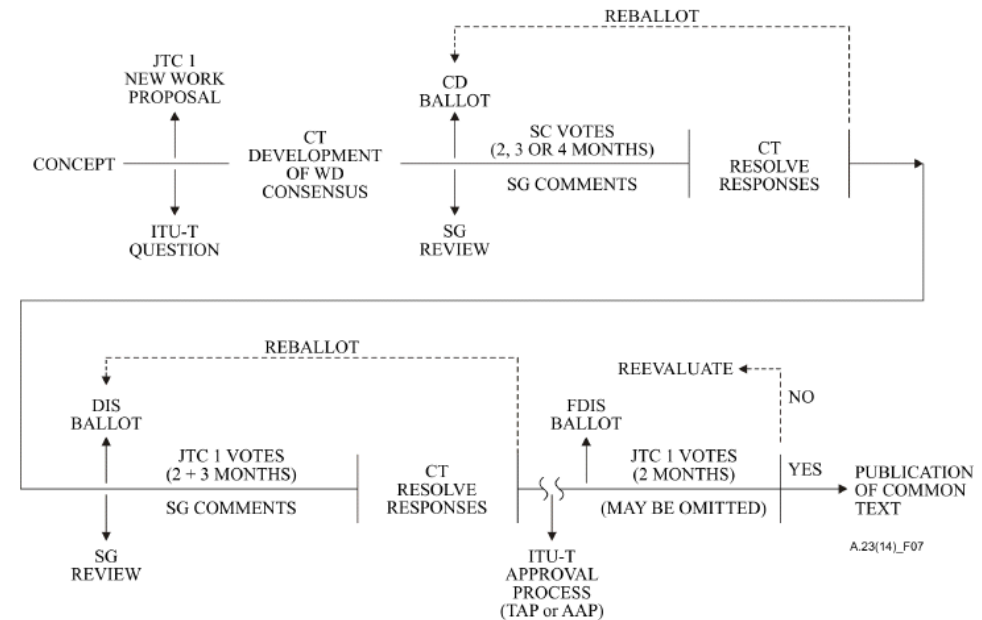 REBALLOT
JTC 1
NEW WORK
PROPOSAL
CD
BALLOT
CONCEPT
CT
DEVELOPMENT
OF WD
CONSENSUS
SC VOTES
(2, 3 OR 4 MONTHS)
SG COMMENTS
CT
RESOLVE
RESPONSES
ITU-T
QUESTION
SG
REVIEW
REBALLOT
REEVALUATE
NO
DIS
BALLOT
FDIS
BALLOT
JTC 1 VOTES
(2 + 3 MONTHS)
SG COMMENTS
CT
RESOLVE
RESPONSES
JTC 1 VOTES
(2 MONTHS)
(MAY BE OMITTED)
YES
PUBLICATION
OF COMMON
TEXT
SG
REVIEW
ITU-T
APPROVAL
PROCESS
(TAP or AAP)
A.23(14)_F07